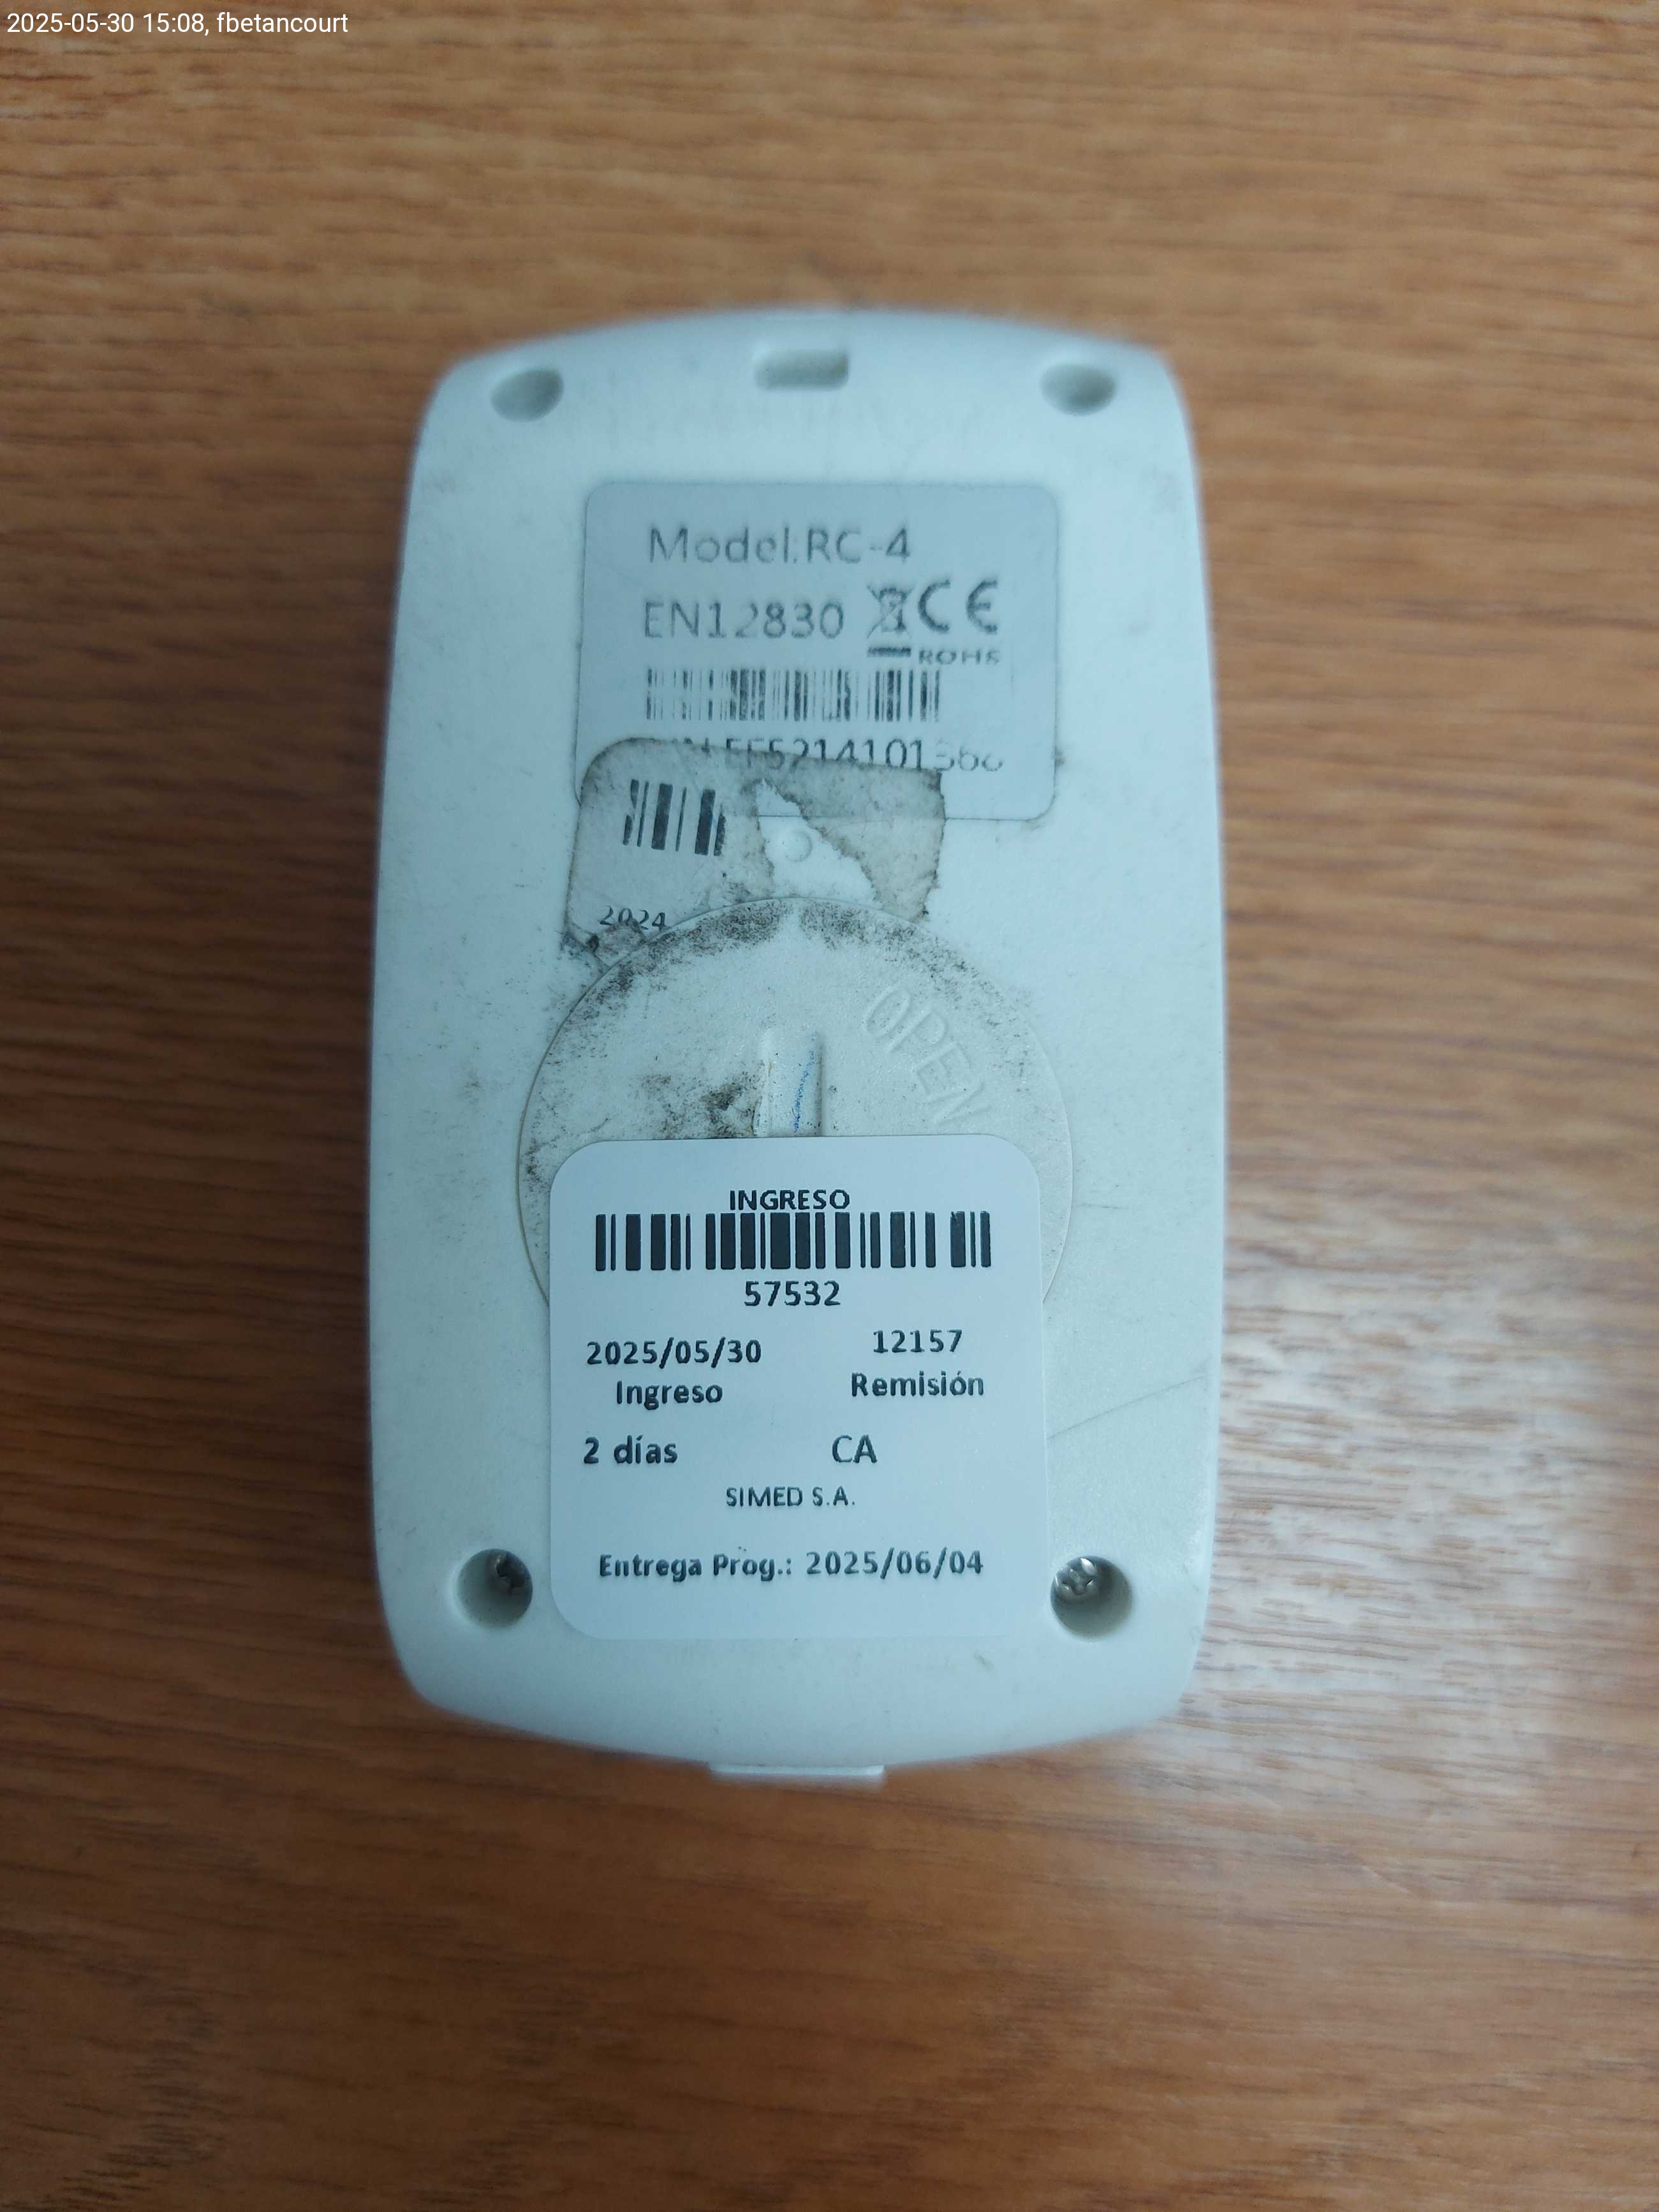 2025-05-30 15:08, fbetancourt
Model.RC-4
EN12830 CE
ROHS
2024
OPEN
INGRESO
57532
2025/05/30 12157
Ingreso Remisión
2 días CA
SIMED S.A.
Entrega Prog.: 2025/06/04